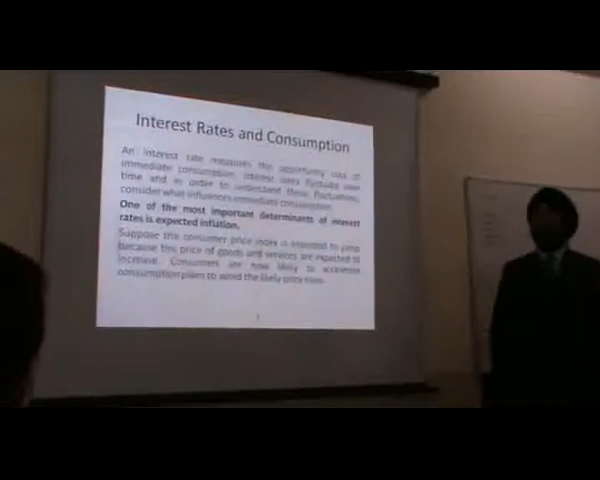 Interest Rates and Consumption
An interest rate measures the opportunity cost of
immediate consumption. Interest rates fluctuate over
time and in order to understand these fluctuations,
consider what influences immediate consumption.
One of the most important determinants of interest
rates is expected inflation.
Suppose the consumer price index is expected to jump
because the price of goods and services are expected to
increase. Consumers are now likely to accelerate
consumption plans to avoid the likely price rises.